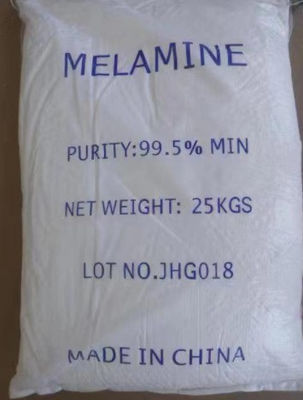 MELAMINE
PURITY:99.5% MIN
NET WEIGHT: 25KGS
LOT NO.JHG018
MADE IN CHINA